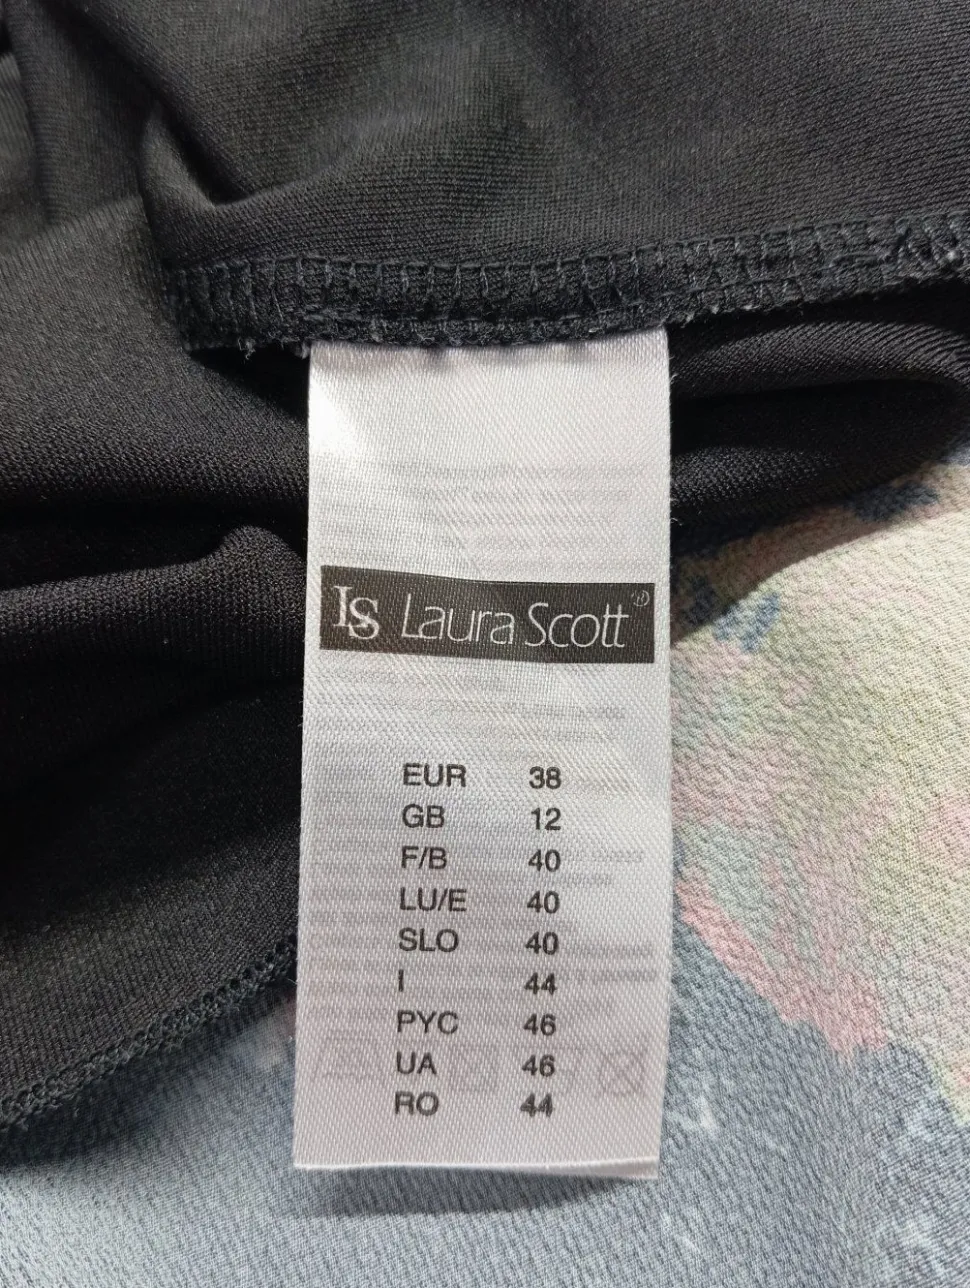 LS Laura Scott®
EUR 38
GB 12
F/B 40
LU/E 40
SLO 40
I 44
PYC 46
UA 46
RO 44